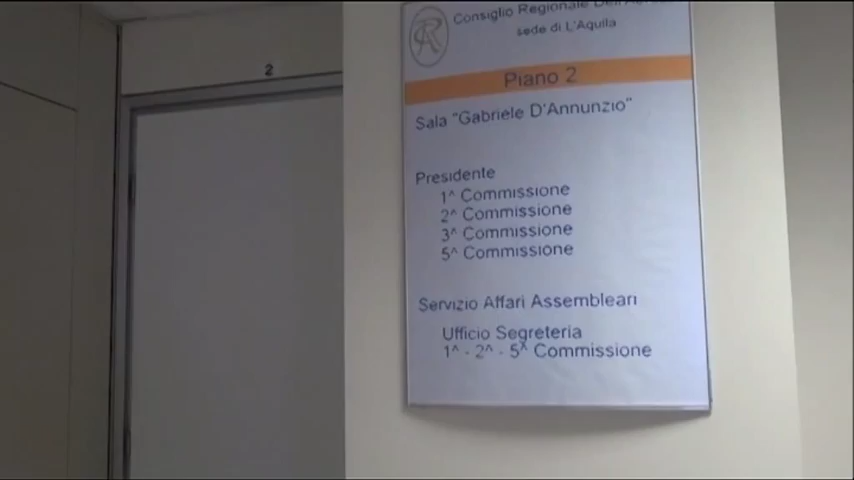 2
Consiglio Regionale Dell'
sede di L'Aquila
Piano 2
Sala "Gabriele D'Annunzio"
Presidente
1^ Commissione
2^ Commissione
3^ Commissione
5^ Commissione
Servizio Affari Assembleari
Ufficio Segreteria
1^ - 2^ - 5^ Commissione